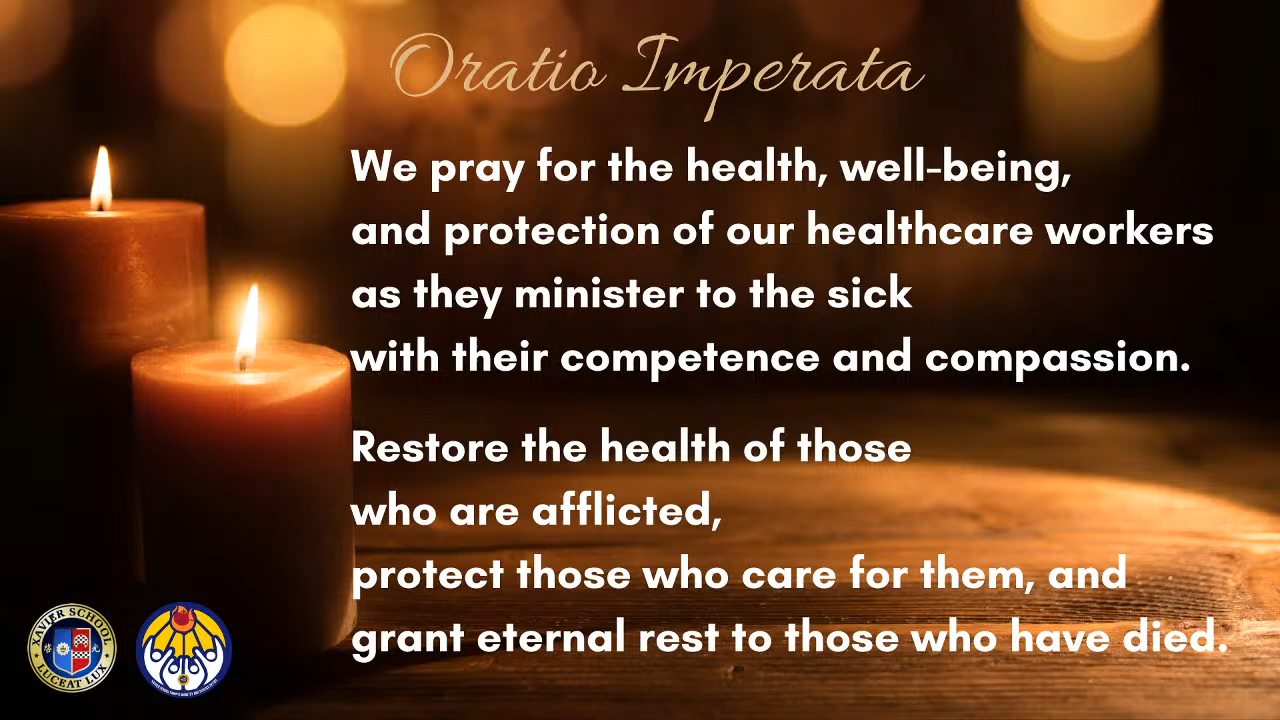 Oratio Imperata
We pray for the health, well-being,
and protection of our healthcare workers
as they minister to the sick
with their competence and compassion.
Restore the health of those
who are afflicted,
protect those who care for them, and
grant eternal rest to those who have died.
XAVIER SCHOOL
LUCEAT LUX